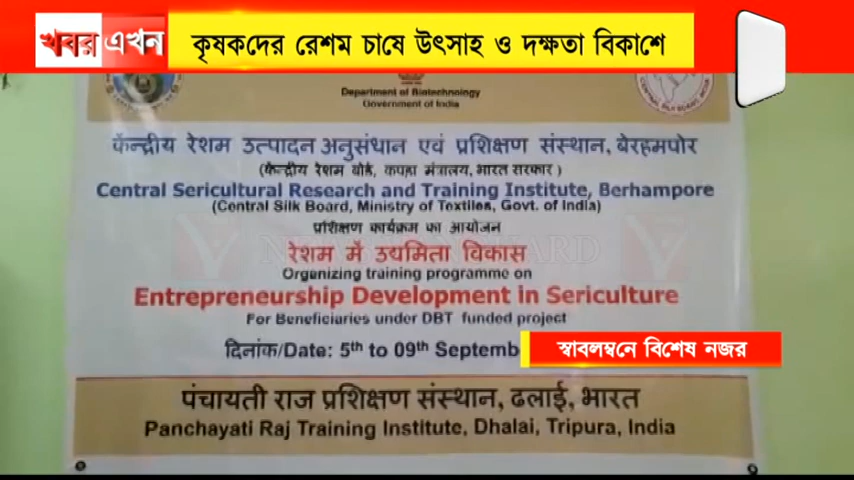 খবর এখন
কৃষকদের রেশম চাষে উৎসাহ ও দক্ষতা বিকাশে
Department of Biotechnology
Government of India
केन्द्रीय रेशम उत्पादन अनुसंधान एवं प्रशिक्षण संस्थान, बेरहमपोर
(केन्द्रीय रेशम बोर्ड, कपड़ा मंत्रालय, भारत सरकार)
Central Sericultural Research and Training Institute, Berhampore
(Central Silk Board, Ministry of Textiles, Govt. of India)
प्रशिक्षण कार्यक्रम का आयोजन
रेशम में उद्यमिता विकास
Organizing training programme on
Entrepreneurship Development in Sericulture
For Beneficiaries under DBT funded project
दिनांक/Date: 5th to 09th
স্বাবলম্বনে বিশেষ নজর
पंचायती राज प्रशिक्षण संस्थान, ढलाई, भारत
Panchayati Raj Training Institute, Dhalai, Tripura, India